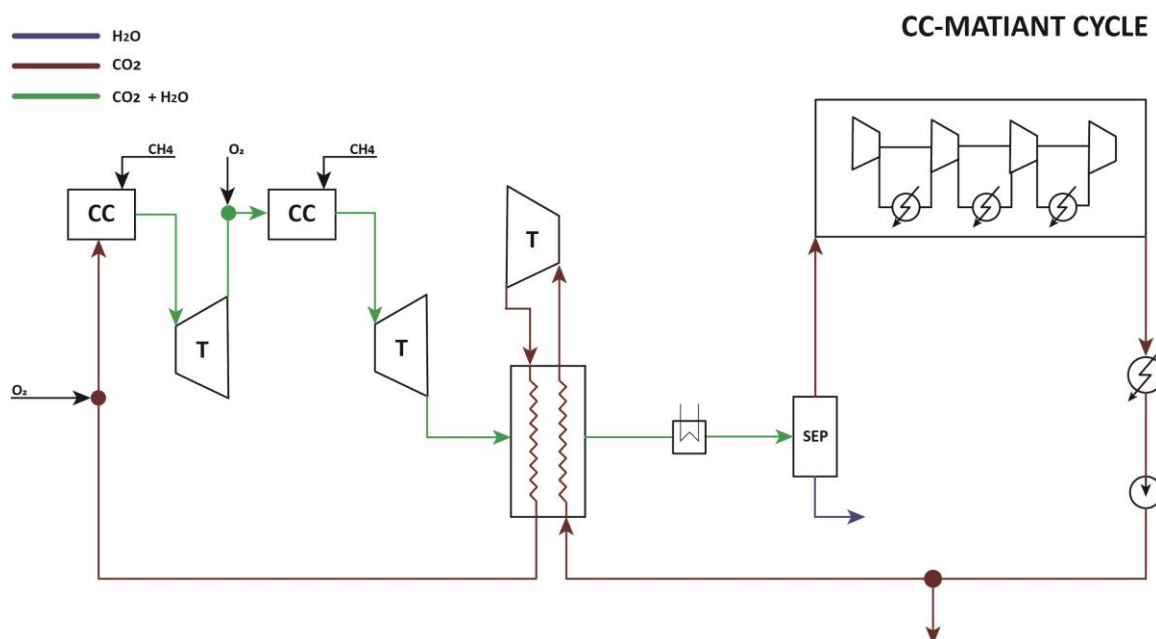 CC-MATIANT CYCLE
H₂O
CO₂
CO₂ + H₂O
CH4
O₂
CH4
CC
CC
T
T
T
O₂
SEP